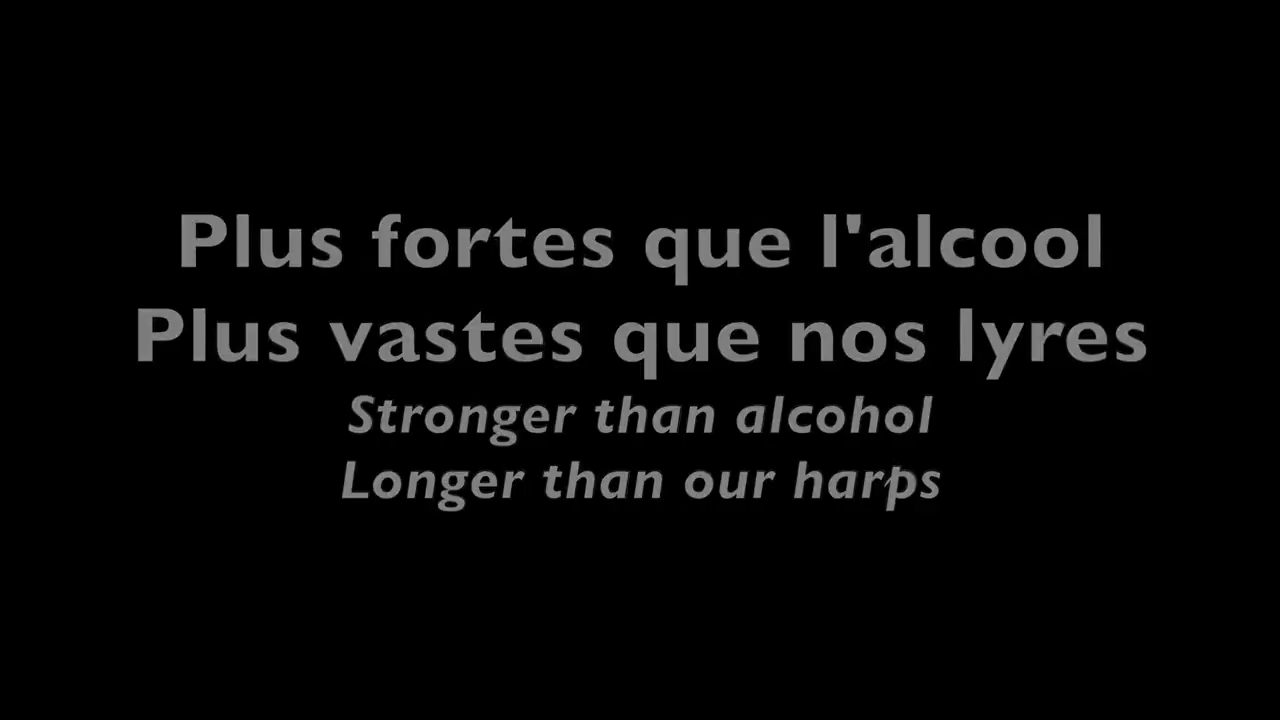 Plus fortes que l'alcool
Plus vastes que nos lyres
Stronger than alcohol
Longer than our harps